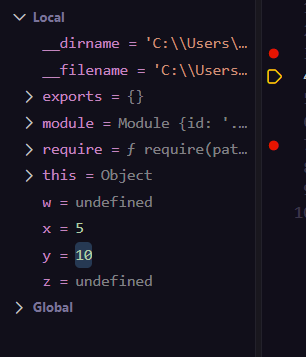 Local
__dirname = 'C:\\Users\…
__filename = 'C:\\Users…
exports = {}
module = Module {id: '.…
require = ƒ require(pat…
this = Object
w = undefined
x = 5
y = 10
z = undefined
Global